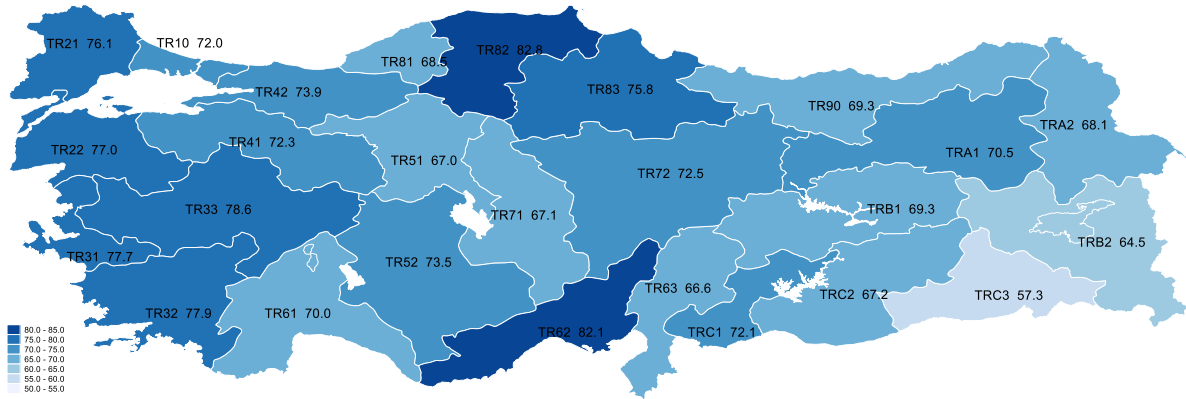 TR21 76.1
TR10 72.0
TR82 82.8
TR81 68.5
TR42 73.9
TR83 75.8
TR90 69.3
TRA2 68.1
TR41 72.3
TR22 77.0
TR51 67.0
TRA1 70.5
TR72 72.5
TR33 78.6
TR71 67.1
TRB1 69.3
TRB2 64.5
TR31 77.7
TR52 73.5
TR63 66.6
TRC2 67.2
TRC3 57.3
TR32 77.9
TR61 70.0
TR62 82.1
TRC1 72.1
80.0 - 85.0
75.0 - 80.0
70.0 - 75.0
65.0 - 70.0
60.0 - 65.0
55.0 - 60.0
50.0 - 55.0